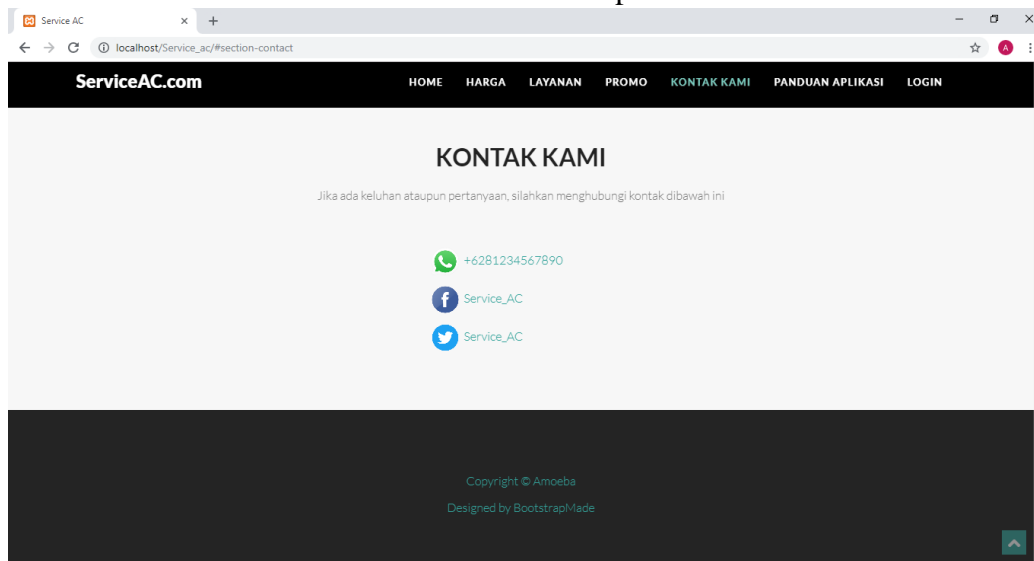 Service AC
localhost/Service_ac/#section-contact
A
ServiceAC.com HOME HARGA LAYANAN PROMO KONTAK KAMI PANDUAN APLIKASI LOGIN
KONTAK KAMI
Jika ada keluhan ataupun pertanyaan, silahkan menghubungi kontak dibawah ini
+6281234567890
Service_AC
Service_AC
Copyright © Amoeba
Designed by BootstrapMade